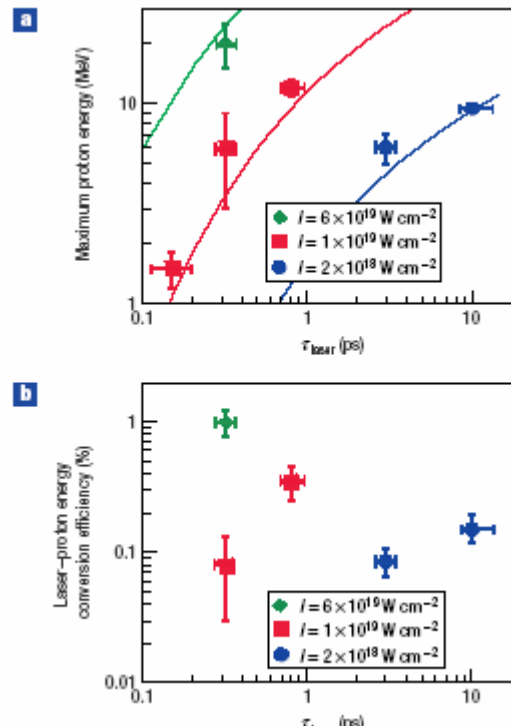 a
Maximum proton energy (MeV)
10
1
I = 6 × 10¹⁹ W cm⁻²
I = 1 × 10¹⁹ W cm⁻²
I = 2 × 10¹⁸ W cm⁻²
0.1 1 10
τlaser (ps)
b
Laser–proton energy
conversion efficiency (%)
1
0.1
0.01
I = 6 × 10¹⁹ W cm⁻²
I = 1 × 10¹⁹ W cm⁻²
I = 2 × 10¹⁸ W cm⁻²
0.1 1 10
(ps)